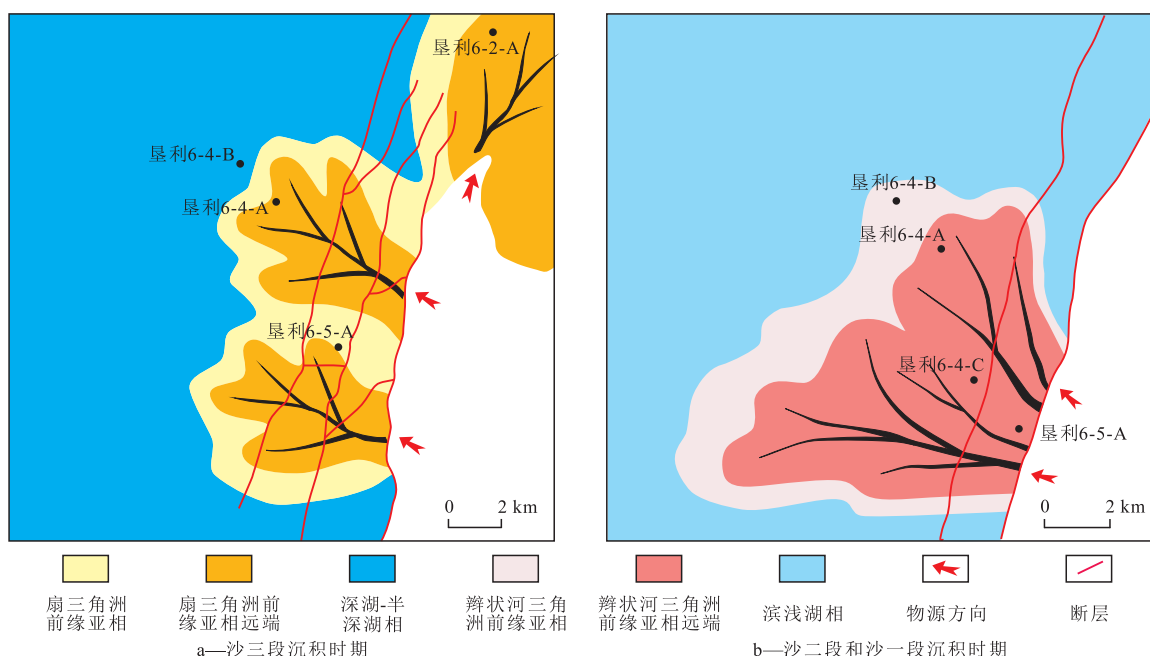 垦利6-2-A
垦利6-4-B
垦利6-4-A
垦利6-5-A
0 2 km
垦利6-4-B
垦利6-4-A
垦利6-4-C
垦利6-5-A
0 2 km
扇三角洲
前缘亚相
扇三角洲前
缘亚相远端
深湖-半
深湖相
辫状河三角
洲前缘亚相
辫状河三角洲
前缘亚相远端
滨浅湖相
物源方向
断层
a—沙三段沉积时期
b—沙二段和沙一段沉积时期